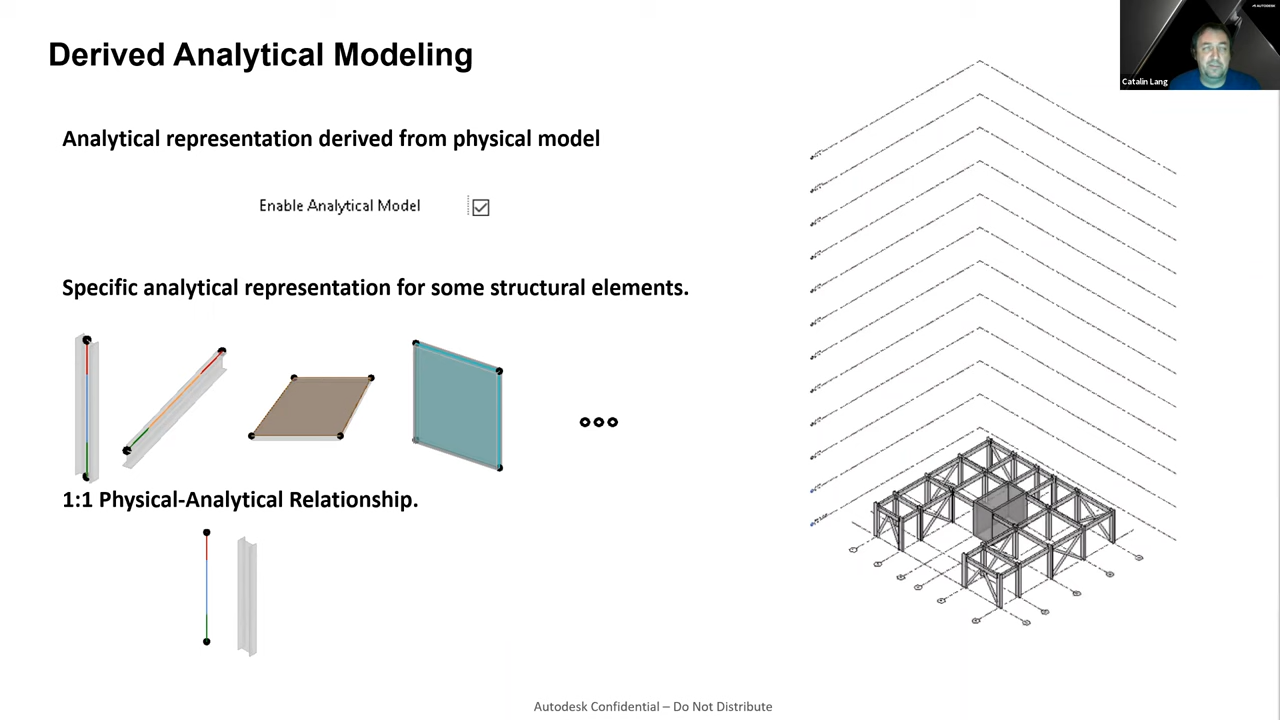 Derived Analytical Modeling
AUTODESK
Catalin Lang
Analytical representation derived from physical model
Enable Analytical Model
Specific analytical representation for some structural elements.
1:1 Physical-Analytical Relationship.
Autodesk Confidential – Do Not Distribute